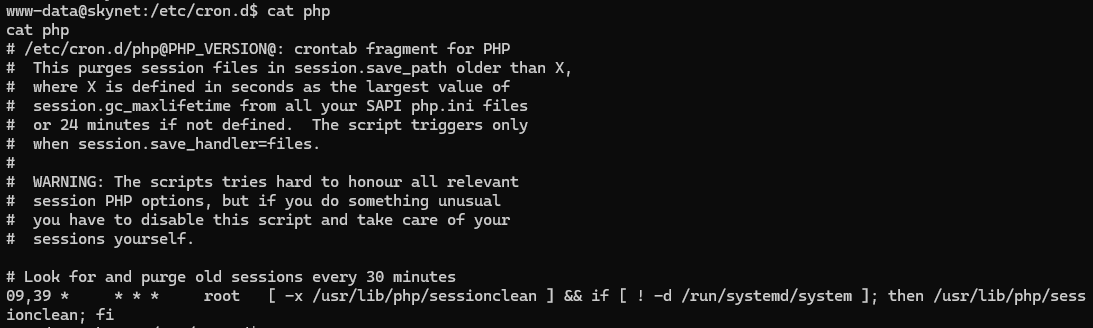 www-data@skynet:/etc/cron.d$ cat php
cat php
# /etc/cron.d/php@PHP_VERSION@: crontab fragment for PHP
#  This purges session files in session.save_path older than X,
#  where X is defined in seconds as the largest value of
#  session.gc_maxlifetime from all your SAPI php.ini files
#  or 24 minutes if not defined.  The script triggers only
#  when session.save_handler=files.
#
#  WARNING: The scripts tries hard to honour all relevant
#  session PHP options, but if you do something unusual
#  you have to disable this script and take care of your
#  sessions yourself.

# Look for and purge old sessions every 30 minutes
09,39 *     * * *     root   [ -x /usr/lib/php/sessionclean ] && if [ ! -d /run/systemd/system ]; then /usr/lib/php/sess
ionclean; fi